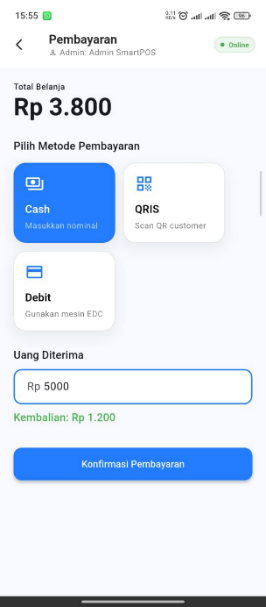 15:55
Pembayaran
Admin: Admin SmartPOS
Online
Total Belanja
Rp 3.800
Pilih Metode Pembayaran
Cash
Masukkan nominal
QRIS
Scan QR customer
Debit
Gunakan mesin EDC
Uang Diterima
Rp 5000
Kembalian: Rp 1.200
Konfirmasi Pembayaran